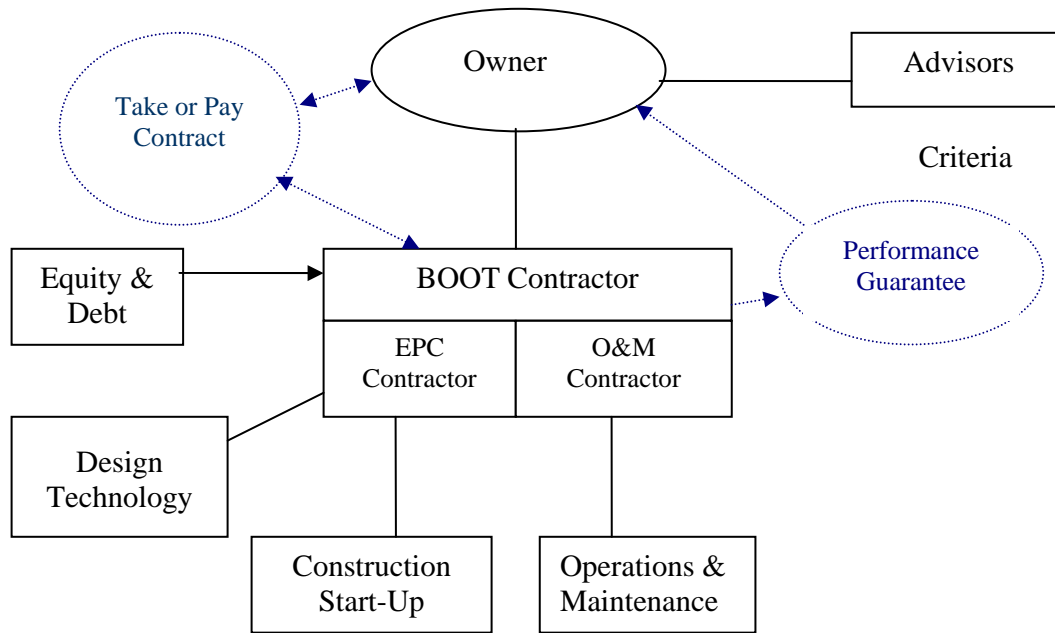 Owner
Advisors
Take or Pay
Contract
Criteria
Performance
Guarantee
Equity &
Debt
BOOT Contractor
EPC
Contractor
O&M
Contractor
Design
Technology
Construction
Start-Up
Operations &
Maintenance